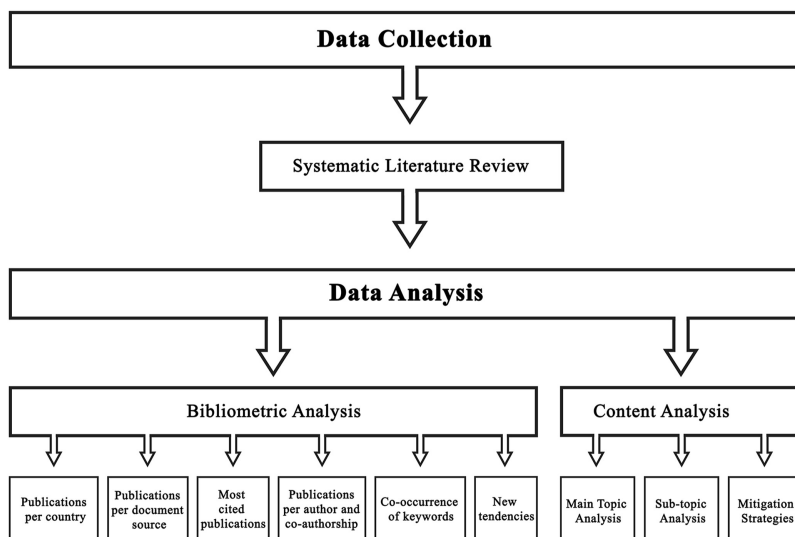 Data Collection
Systematic Literature Review
Data Analysis
Bibliometric Analysis
Content Analysis
Publications
per country
Publications
per document
source
Most
cited
publications
Publications
per author and
co-authorship
Co-occurrence
of keywords
New
tendencies
Main Topic
Analysis
Sub-topic
Analysis
Mitigation
Strategies